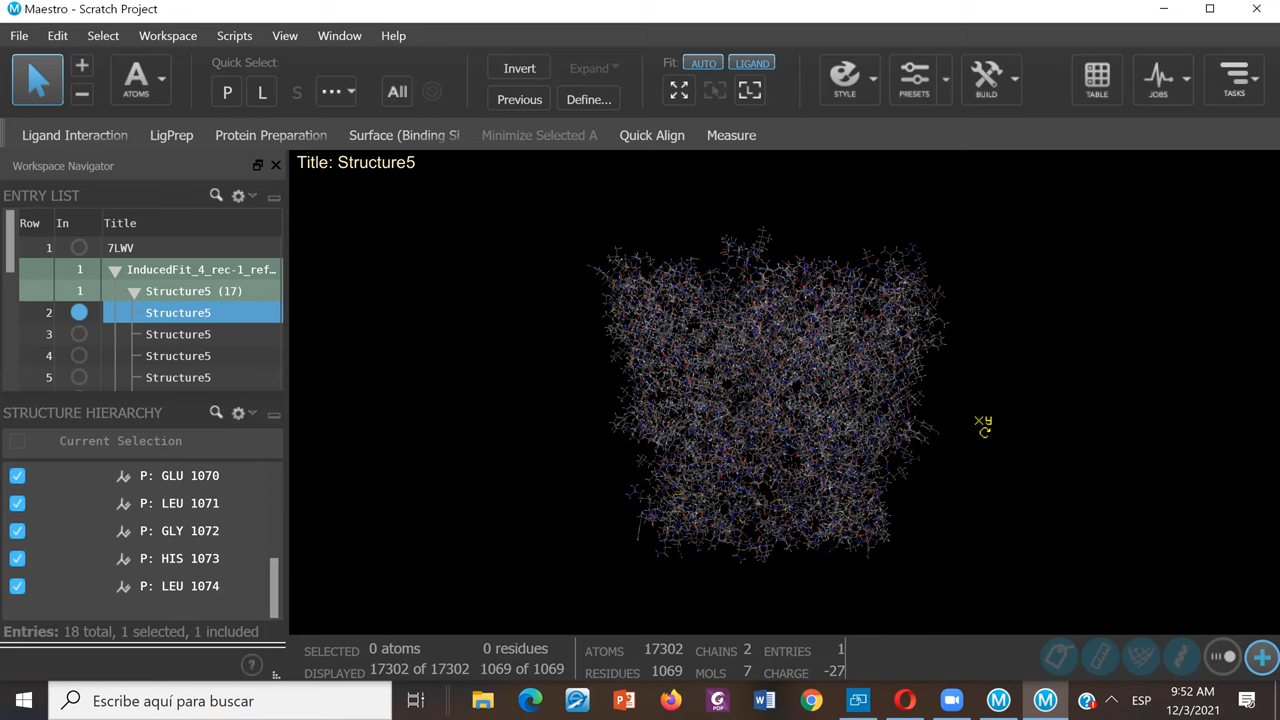 Maestro - Scratch Project
File Edit Select Workspace Scripts View Window Help
Quick Select
ATOMS
P L S ... All
Invert Expand
Previous Define...
Fit: AUTO LIGAND
STYLE PRESETS BUILD TABLE JOBS TASKS
Ligand Interaction LigPrep Protein Preparation Surface (Binding Si Minimize Selected A Quick Align Measure
Workspace Navigator
ENTRY LIST
Row In Title
1 7LWV
1 InducedFit_4_rec-1_ref…
1 Structure5 (17)
2 Structure5
3 Structure5
4 Structure5
5 Structure5
STRUCTURE HIERARCHY
Current Selection
P: GLU 1070
P: LEU 1071
P: GLY 1072
P: HIS 1073
P: LEU 1074
Entries: 18 total, 1 selected, 1 included
Title: Structure5
xy
SELECTED 0 atoms 0 residues ATOMS 17302 CHAINS 2 ENTRIES 1
DISPLAYED 17302 of 17302 1069 of 1069 RESIDUES 1069 MOLS 7 CHARGE -27
Escribe aquí para buscar
ESP
9:52 AM
12/3/2021